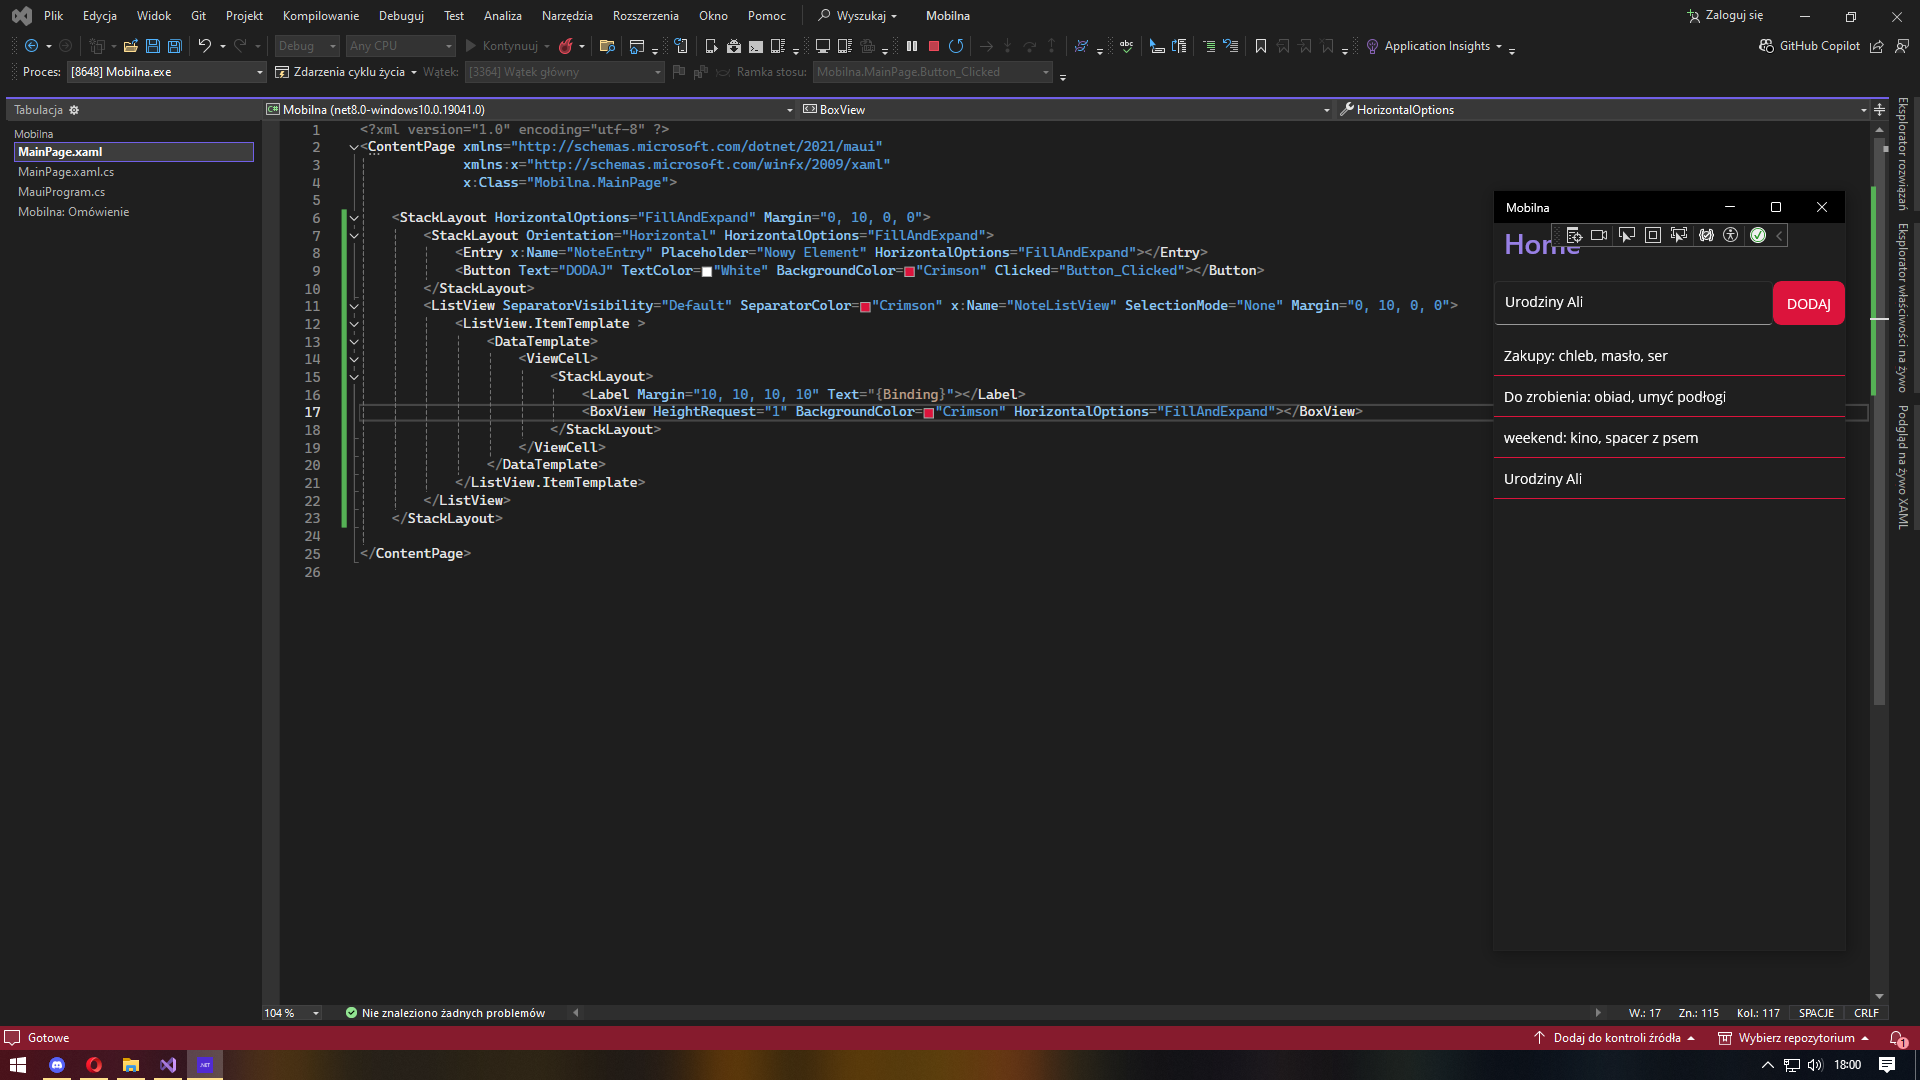 Plik Edycja Widok Git Projekt Kompilowanie Debuguj Test Analiza Narzędzia Rozszerzenia Okno Pomoc Wyszukaj Mobilna Zaloguj się
Debug Any CPU Kontynuuj Application Insights GitHub Copilot
Proces: [8648] Mobilna.exe Zdarzenia cyklu życia Wątek: [3364] Wątek główny Ramka stosu: Mobilna.MainPage.Button_Clicked
Tabulacja
Mobilna
MainPage.xaml
MainPage.xaml.cs
MauiProgram.cs
Mobilna: Omówienie
C# Mobilna (net8.0-windows10.0.19041.0) BoxView HorizontalOptions
1 <?xml version="1.0" encoding="utf-8" ?>
2 <ContentPage xmlns="http://schemas.microsoft.com/dotnet/2021/maui"
3 xmlns:x="http://schemas.microsoft.com/winfx/2009/xaml"
4 x:Class="Mobilna.MainPage">
5
6 <StackLayout HorizontalOptions="FillAndExpand" Margin="0, 10, 0, 0">
7 <StackLayout Orientation="Horizontal" HorizontalOptions="FillAndExpand">
8 <Entry x:Name="NoteEntry" Placeholder="Nowy Element" HorizontalOptions="FillAndExpand"></Entry>
9 <Button Text="DODAJ" TextColor="White" BackgroundColor="Crimson" Clicked="Button_Clicked"></Button>
10 </StackLayout>
11 <ListView SeparatorVisibility="Default" SeparatorColor="Crimson" x:Name="NoteListView" SelectionMode="None" Margin="0, 10, 0, 0">
12 <ListView.ItemTemplate >
13 <DataTemplate>
14 <ViewCell>
15 <StackLayout>
16 <Label Margin="10, 10, 10, 10" Text="{Binding}"></Label>
17 <BoxView HeightRequest="1" BackgroundColor="Crimson" HorizontalOptions="FillAndExpand"></BoxView>
18 </StackLayout>
19 </ViewCell>
20 </DataTemplate>
21 </ListView.ItemTemplate>
22 </ListView>
23 </StackLayout>
24
25 </ContentPage>
26
Mobilna
Home
Urodziny Ali DODAJ
Zakupy: chleb, masło, ser
Do zrobienia: obiad, umyć podłogi
weekend: kino, spacer z psem
Urodziny Ali
Eksplorator rozwiązań
Eksplorator właściwości na żywo
Podgląd na żywo XAML
104 % Nie znaleziono żadnych problemów W.: 17 Zn.: 115 Kol.: 117 SPACJE CRLF
Gotowe Dodaj do kontroli źródła Wybierz repozytorium 1
.NET 18:00